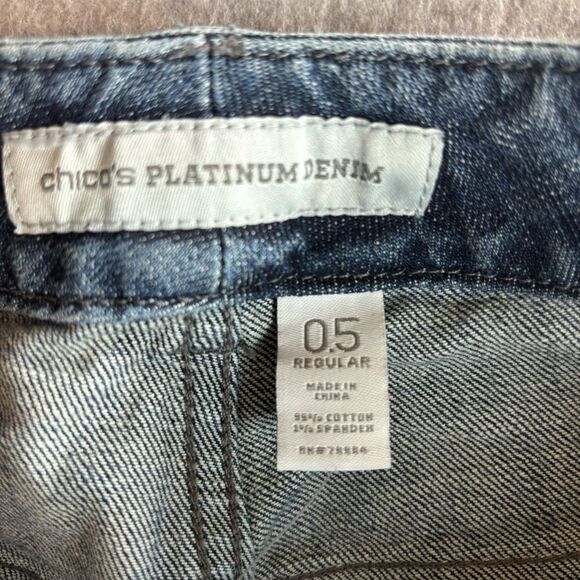 chico's PLATINUM DENIM
0.5
REGULAR
MADE IN
CHINA
99% COTTON
1% SPANDEX